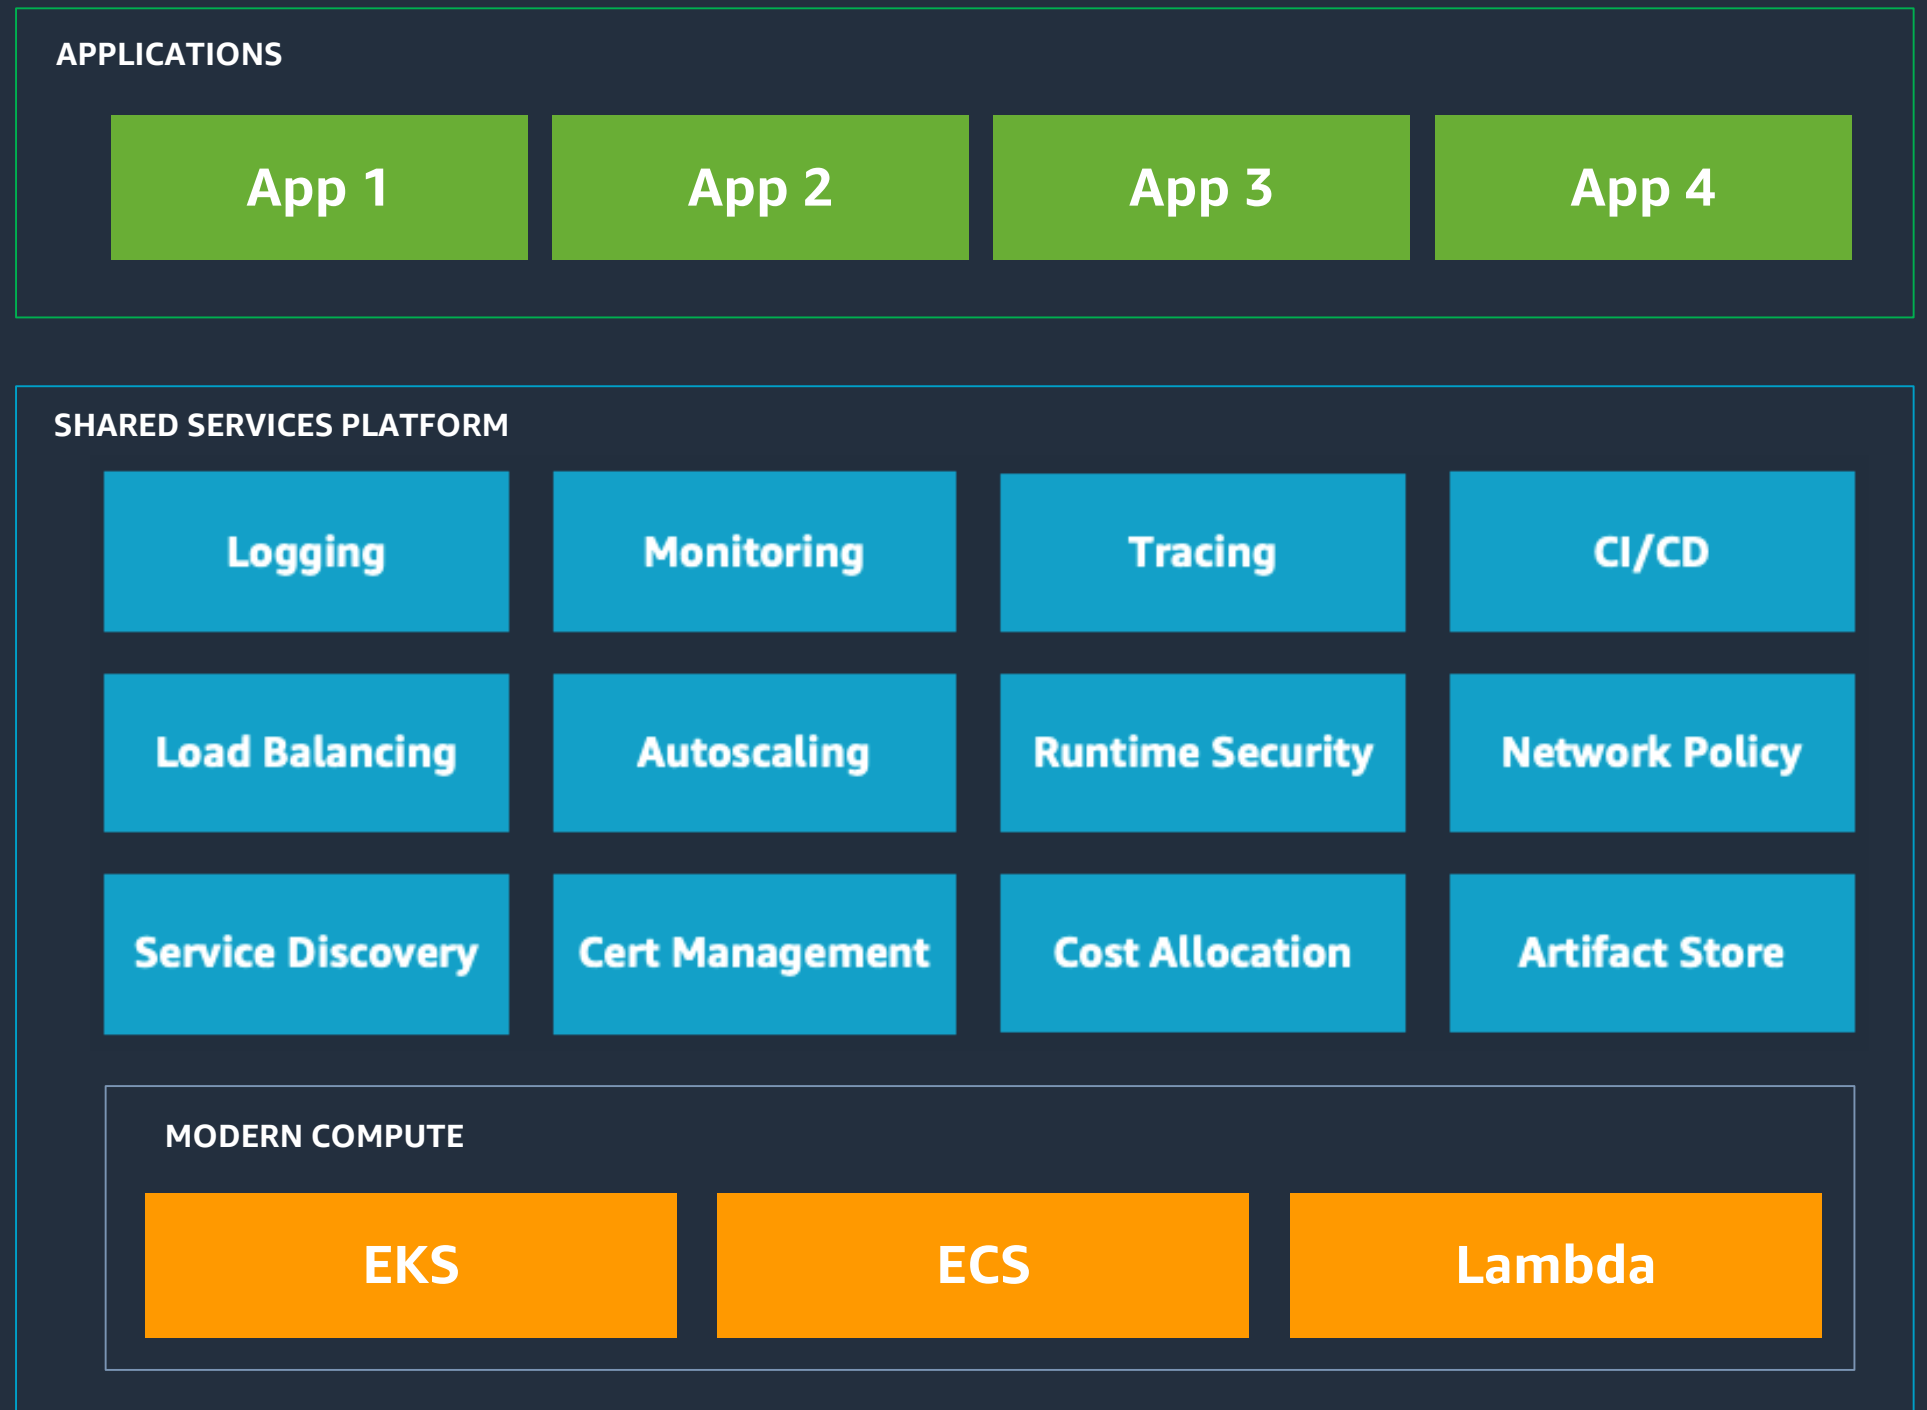 APPLICATIONS
App 1
App 2
App 3
App 4
SHARED SERVICES PLATFORM
Logging
Monitoring
Tracing
CI/CD
Load Balancing
Autoscaling
Runtime Security
Network Policy
Service Discovery
Cert Management
Cost Allocation
Artifact Store
MODERN COMPUTE
EKS
ECS
Lambda